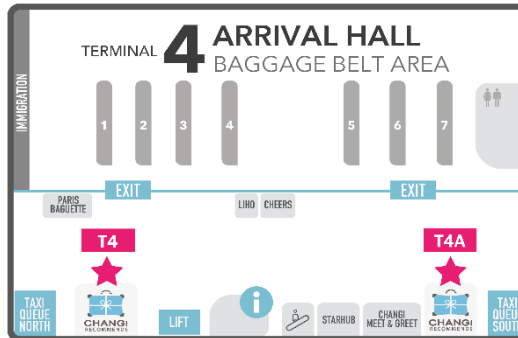 TERMINAL 4 ARRIVAL HALL
BAGGAGE BELT AREA
IMMIGRATION
1 2 3 4 5 6 7
EXIT EXIT
PARIS
BAGUETTE
LIHO CHEERS
T4 T4A
TAXI
QUEUE
NORTH
CHANGI
RECOMMENDS
LIFT
i
STARHUB
CHANGI
MEET & GREET
CHANGI
RECOMMENDS
TAXI
QUEUE
SOUTH